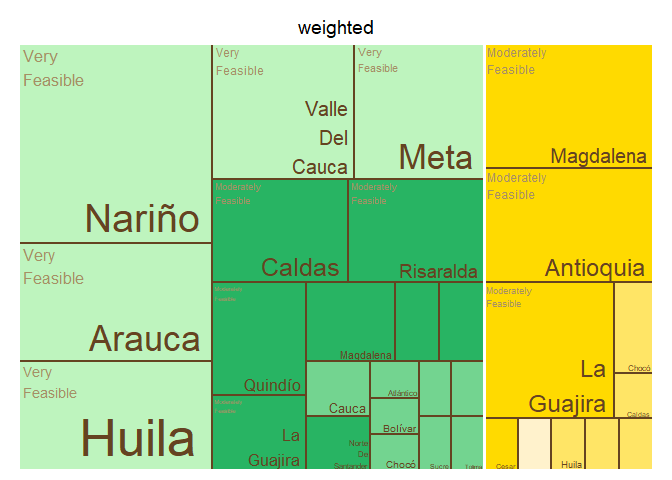 weighted
Very
Feasible
Nariño
Very
Feasible
Arauca
Very
Feasible
Huila
Very
Feasible
Valle
Del
Cauca
Very
Feasible
Meta
Moderately
Feasible
Caldas
Moderately
Feasible
Risaralda
Moderately
Feasible
Quindío
Moderately
Feasible
La
Guajira
Magdalena
Cauca
Norte
De
Santander
Atlántico
Bolívar
Chocó
Sucre
Tolima
Moderately
Feasible
Magdalena
Moderately
Feasible
Antioquia
Moderately
Feasible
La
Guajira
Chocó
Caldas
Cesar
Huila